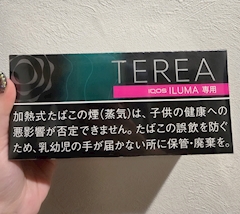 TEREA
IQOS ILUMA 専用
加熱式たばこの煙(蒸気)は、子供の健康への
悪影響が否定できません。たばこの誤飲を防ぐ
ため、乳幼児の手が届かない所に保管・廃棄を。